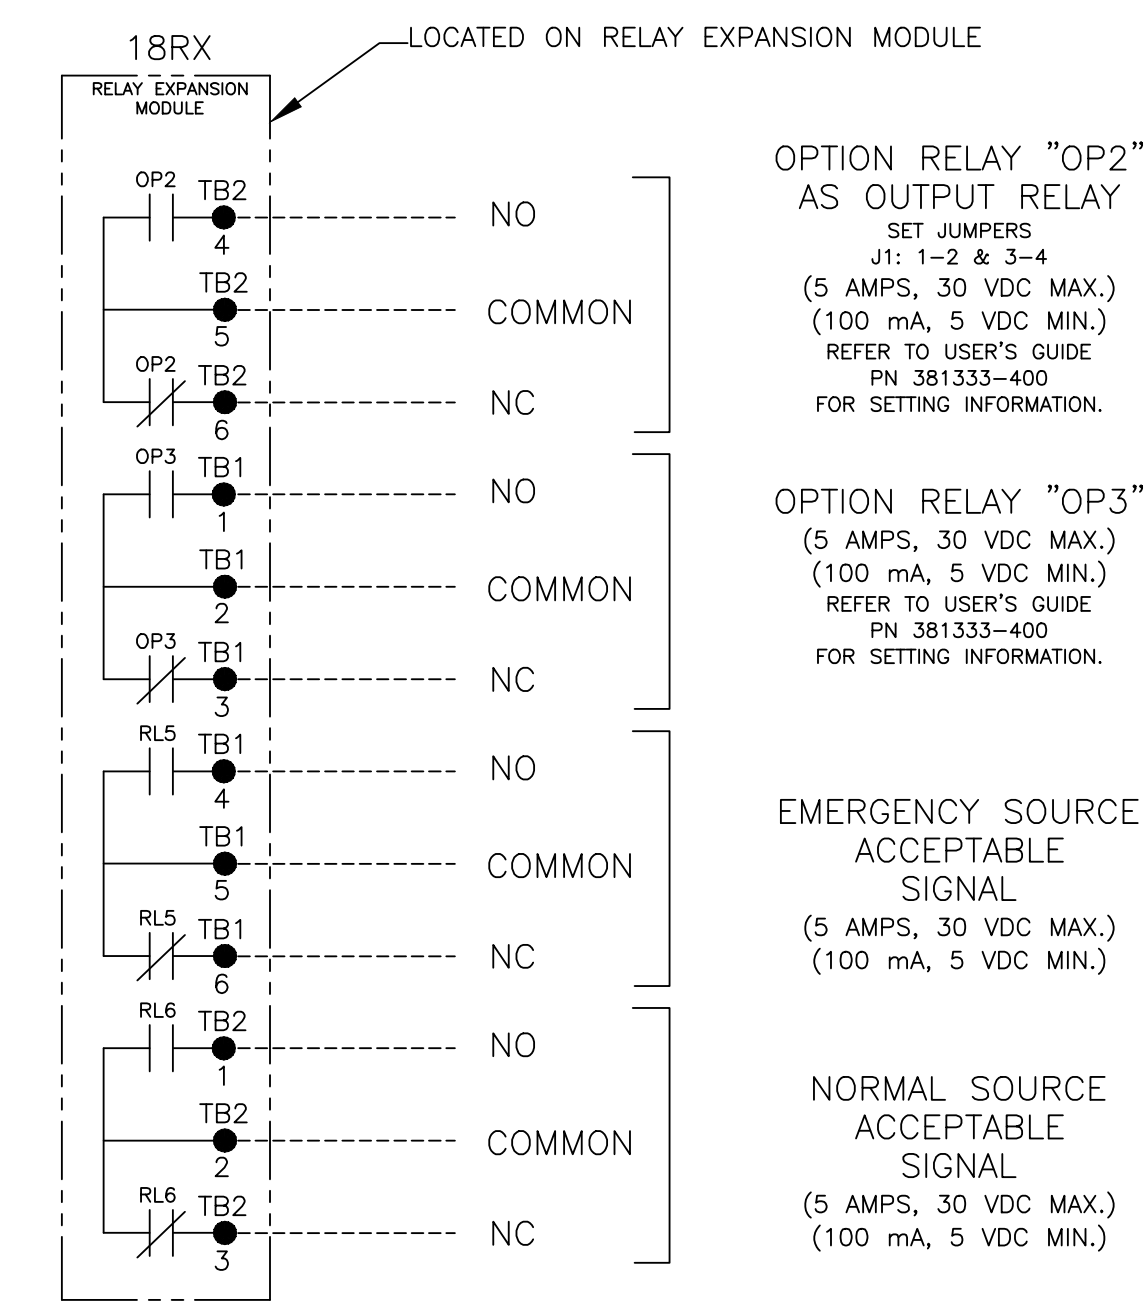 18RX
LOCATED ON RELAY EXPANSION MODULE
RELAY EXPANSION
MODULE
OP2
TB2
4
NO
TB2
5
COMMON
OP2
TB2
6
NC
OPTION RELAY ”OP2”
AS OUTPUT RELAY
SET JUMPERS
J1: 1–2 & 3–4
(5 AMPS, 30 VDC MAX.)
(100 mA, 5 VDC MIN.)
REFER TO USER'S GUIDE
PN 381333–400
FOR SETTING INFORMATION.
OP3
TB1
1
NO
TB1
2
COMMON
OP3
TB1
3
NC
OPTION RELAY ”OP3”
(5 AMPS, 30 VDC MAX.)
(100 mA, 5 VDC MIN.)
REFER TO USER'S GUIDE
PN 381333–400
FOR SETTING INFORMATION.
RL5
TB1
4
NO
TB1
5
COMMON
RL5
TB1
6
NC
EMERGENCY SOURCE
ACCEPTABLE
SIGNAL
(5 AMPS, 30 VDC MAX.)
(100 mA, 5 VDC MIN.)
RL6
TB2
1
NO
TB2
2
COMMON
RL6
TB2
3
NC
NORMAL SOURCE
ACCEPTABLE
SIGNAL
(5 AMPS, 30 VDC MAX.)
(100 mA, 5 VDC MIN.)